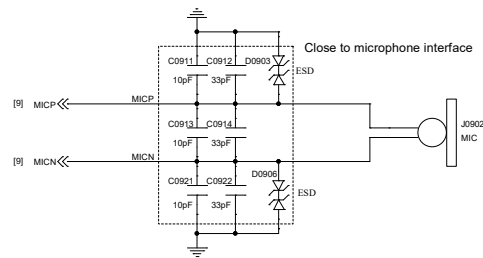 Close to microphone interface
C0911 C0912 D0903
ESD
10pF 33pF
[9] MICP MICP
C0913 C0914
J0902
MIC
10pF 33pF
[9] MICN MICN
C0921 C0922 D0906
ESD
10pF 33pF